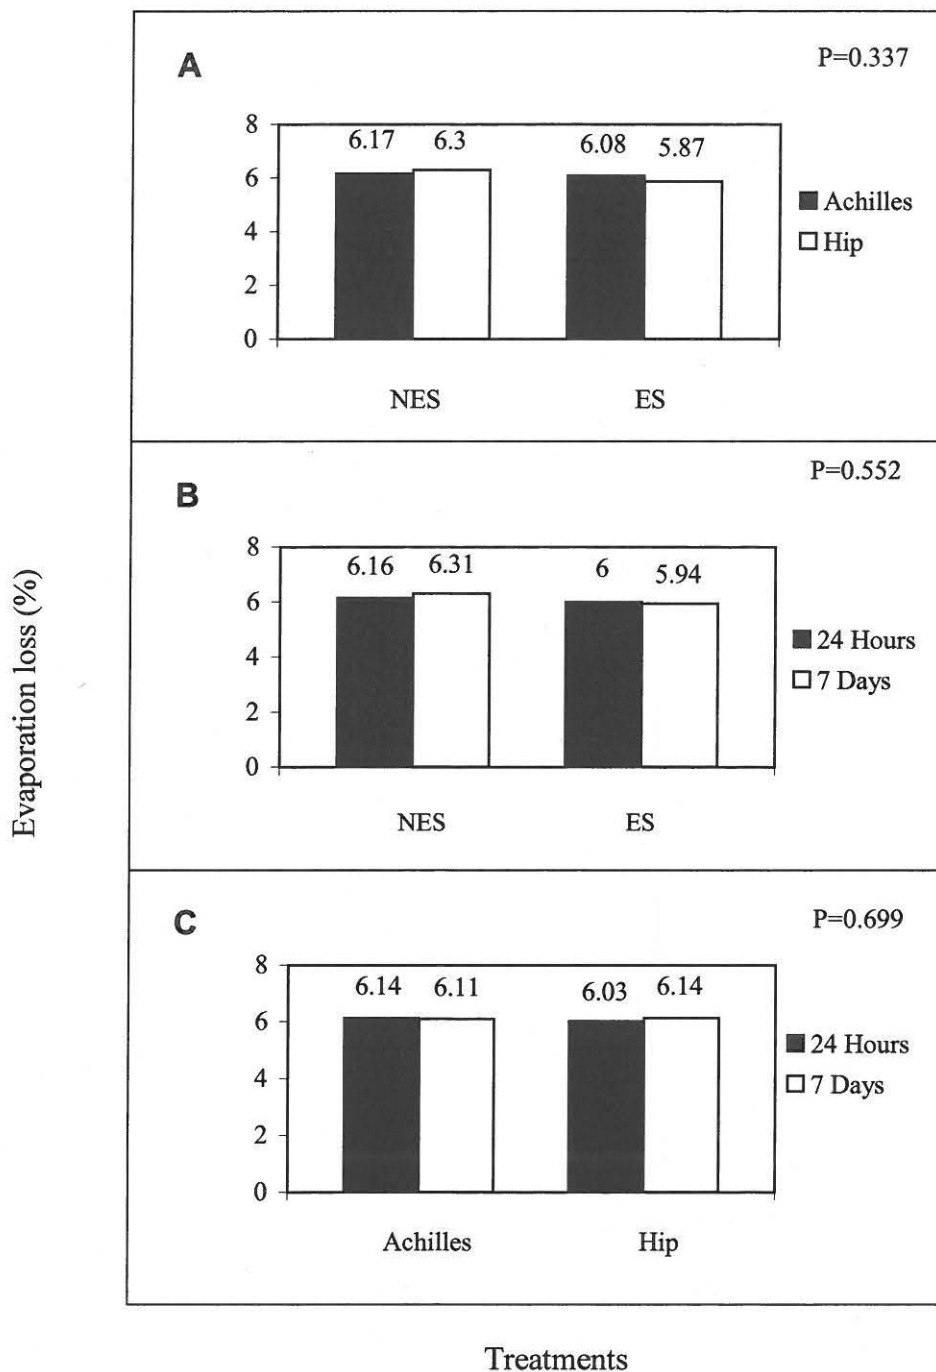 A
P=0.337
8
6
4
2
0
6.17
6.3
6.08
5.87
Achilles
Hip
NES
ES
B
P=0.552
8
6
4
2
0
6.16
6.31
6
5.94
24 Hours
7 Days
NES
ES
C
P=0.699
8
6
4
2
0
6.14
6.11
6.03
6.14
24 Hours
7 Days
Achilles
Hip
Evaporation loss (%)
Treatments